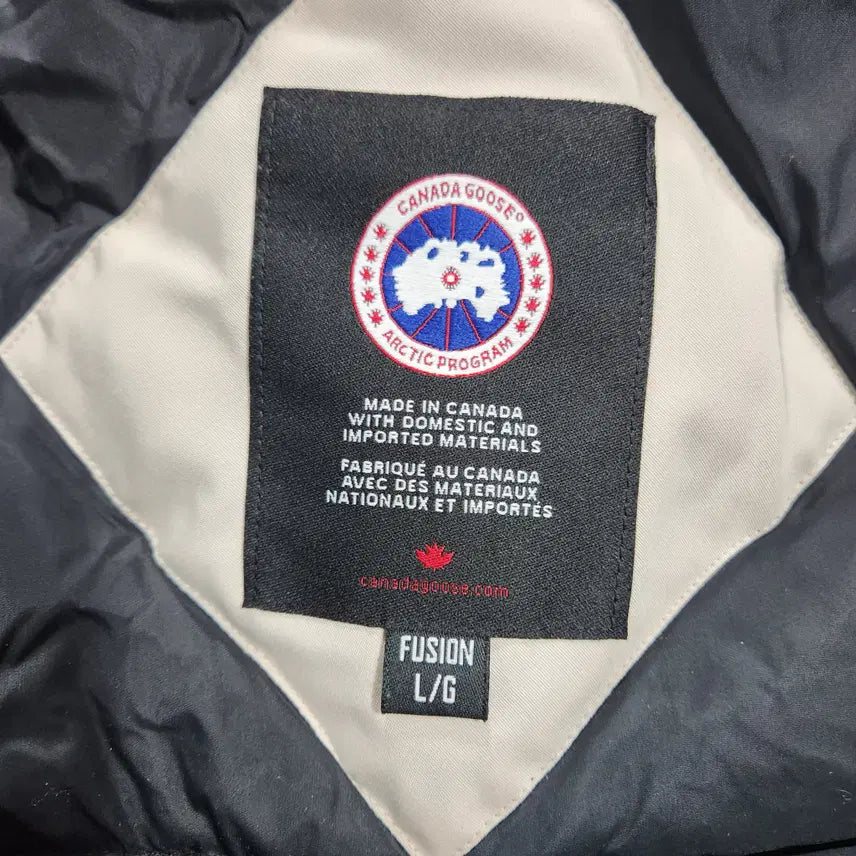 CANADA GOOSE®
ARCTIC PROGRAM
MADE IN CANADA
WITH DOMESTIC AND
IMPORTED MATERIALS
FABRIQUÉ AU CANADA
AVEC DES MATERIAUX
NATIONAUX ET IMPORTÉS
canadagoose.com
FUSION
L/G